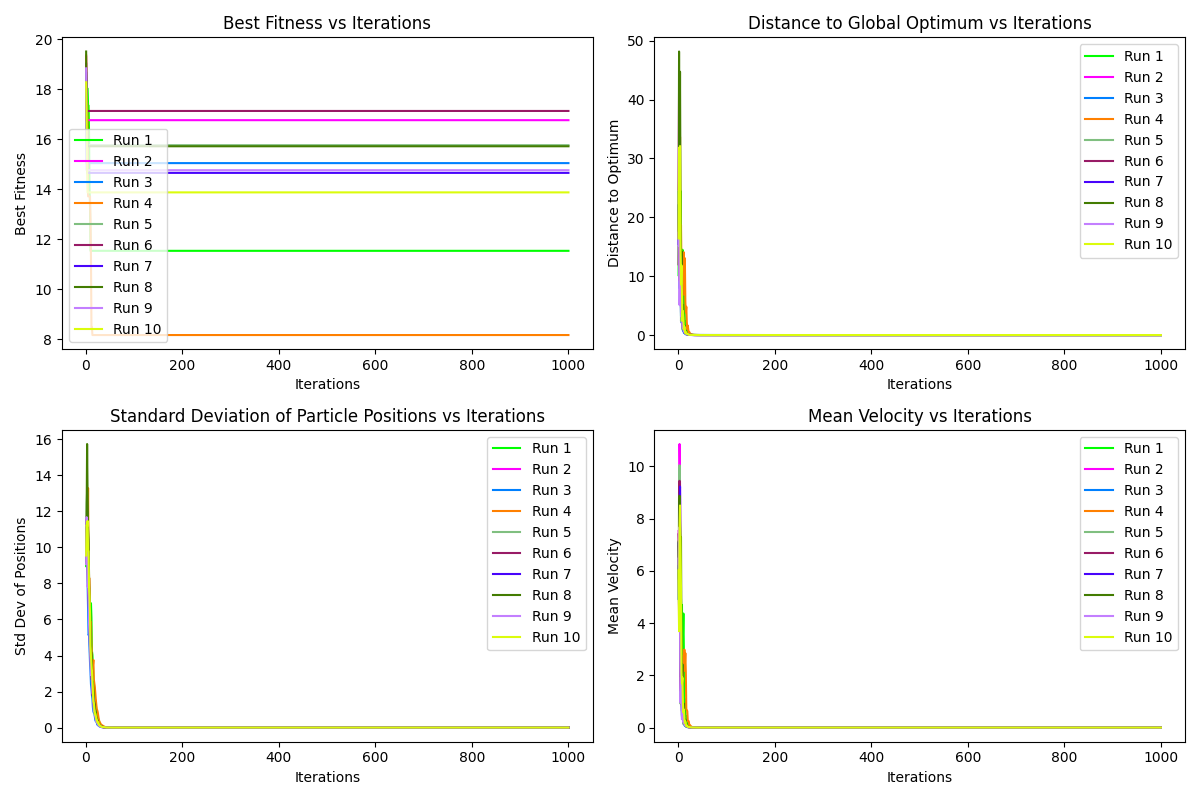 Best Fitness vs Iterations
20
18
16
14
12
10
8
Best Fitness
Run 1
Run 2
Run 3
Run 4
Run 5
Run 6
Run 7
Run 8
Run 9
Run 10
0 200 400 600 800 1000
Iterations
Distance to Global Optimum vs Iterations
50
40
30
20
10
0
Distance to Optimum
Run 1
Run 2
Run 3
Run 4
Run 5
Run 6
Run 7
Run 8
Run 9
Run 10
0 200 400 600 800 1000
Iterations
Standard Deviation of Particle Positions vs Iterations
16
14
12
10
8
6
4
2
0
Std Dev of Positions
Run 1
Run 2
Run 3
Run 4
Run 5
Run 6
Run 7
Run 8
Run 9
Run 10
0 200 400 600 800 1000
Iterations
Mean Velocity vs Iterations
10
8
6
4
2
0
Mean Velocity
Run 1
Run 2
Run 3
Run 4
Run 5
Run 6
Run 7
Run 8
Run 9
Run 10
0 200 400 600 800 1000
Iterations